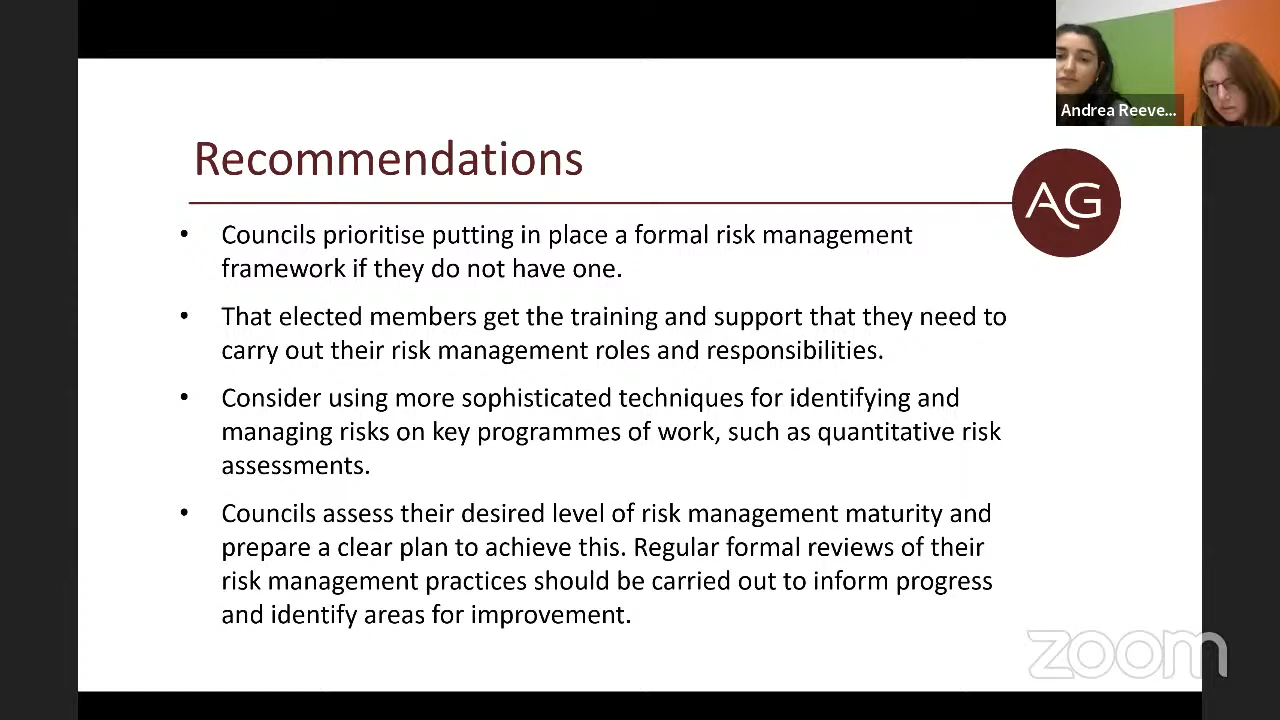 Andrea Reeve...
Recommendations
AG
• Councils prioritise putting in place a formal risk management
framework if they do not have one.
• That elected members get the training and support that they need to
carry out their risk management roles and responsibilities.
• Consider using more sophisticated techniques for identifying and
managing risks on key programmes of work, such as quantitative risk
assessments.
• Councils assess their desired level of risk management maturity and
prepare a clear plan to achieve this. Regular formal reviews of their
risk management practices should be carried out to inform progress
and identify areas for improvement.
zoom